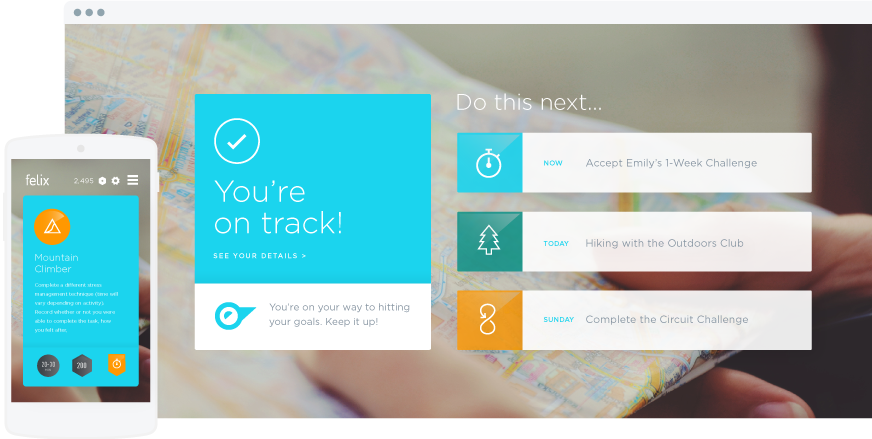 Do this next...
You're
on track!
SEE YOUR DETAILS >
You're on your way to hitting
your goals. Keep it up!
NOW Accept Emily's 1-Week Challenge
TODAY Hiking with the Outdoors Club
SUNDAY Complete the Circuit Challenge
felix 2,495
Mountain
Climber
Complete a different stress
management technique (time will
vary depending on activity).
Record whether or not you were
able to complete the task, how
you felt after.
20-30
200